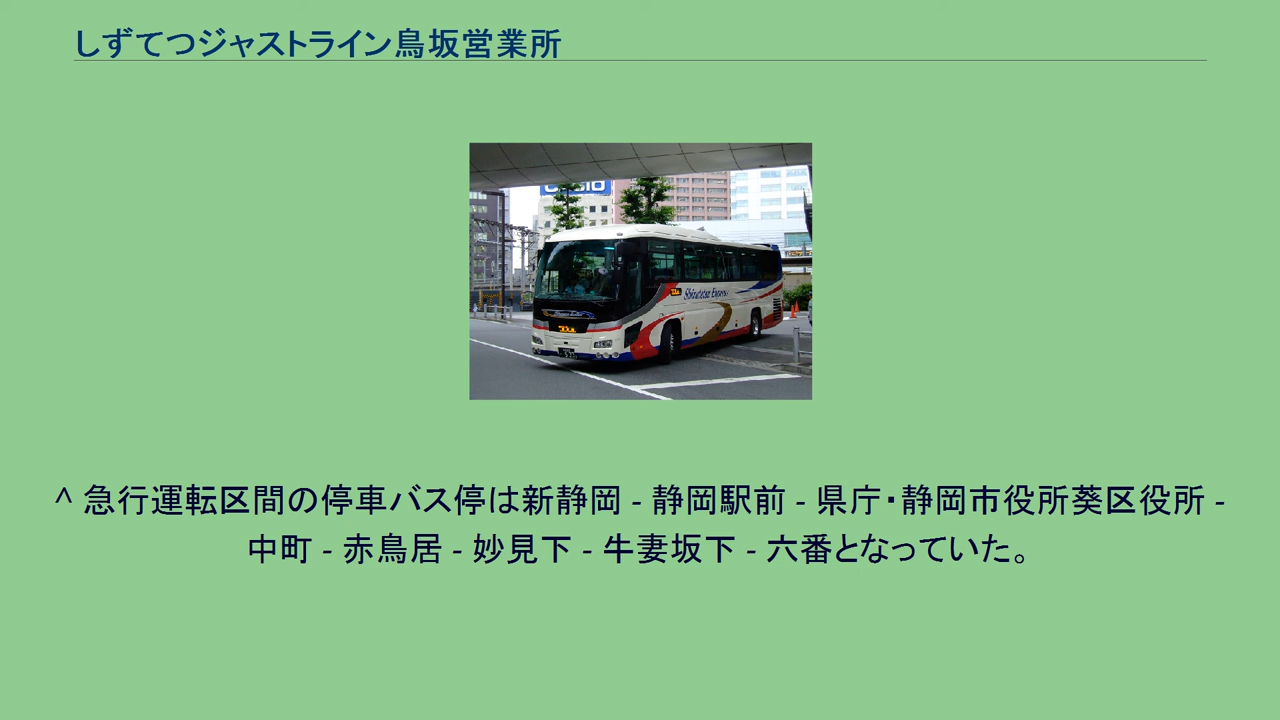 しずてつジャストライン鳥坂営業所
CASIO
Shizutetsu Express
^ 急行運転区間の停車バス停は新静岡 - 静岡駅前 - 県庁・静岡市役所葵区役所 -
中町 - 赤鳥居 - 妙見下 - 牛妻坂下 - 六番となっていた。